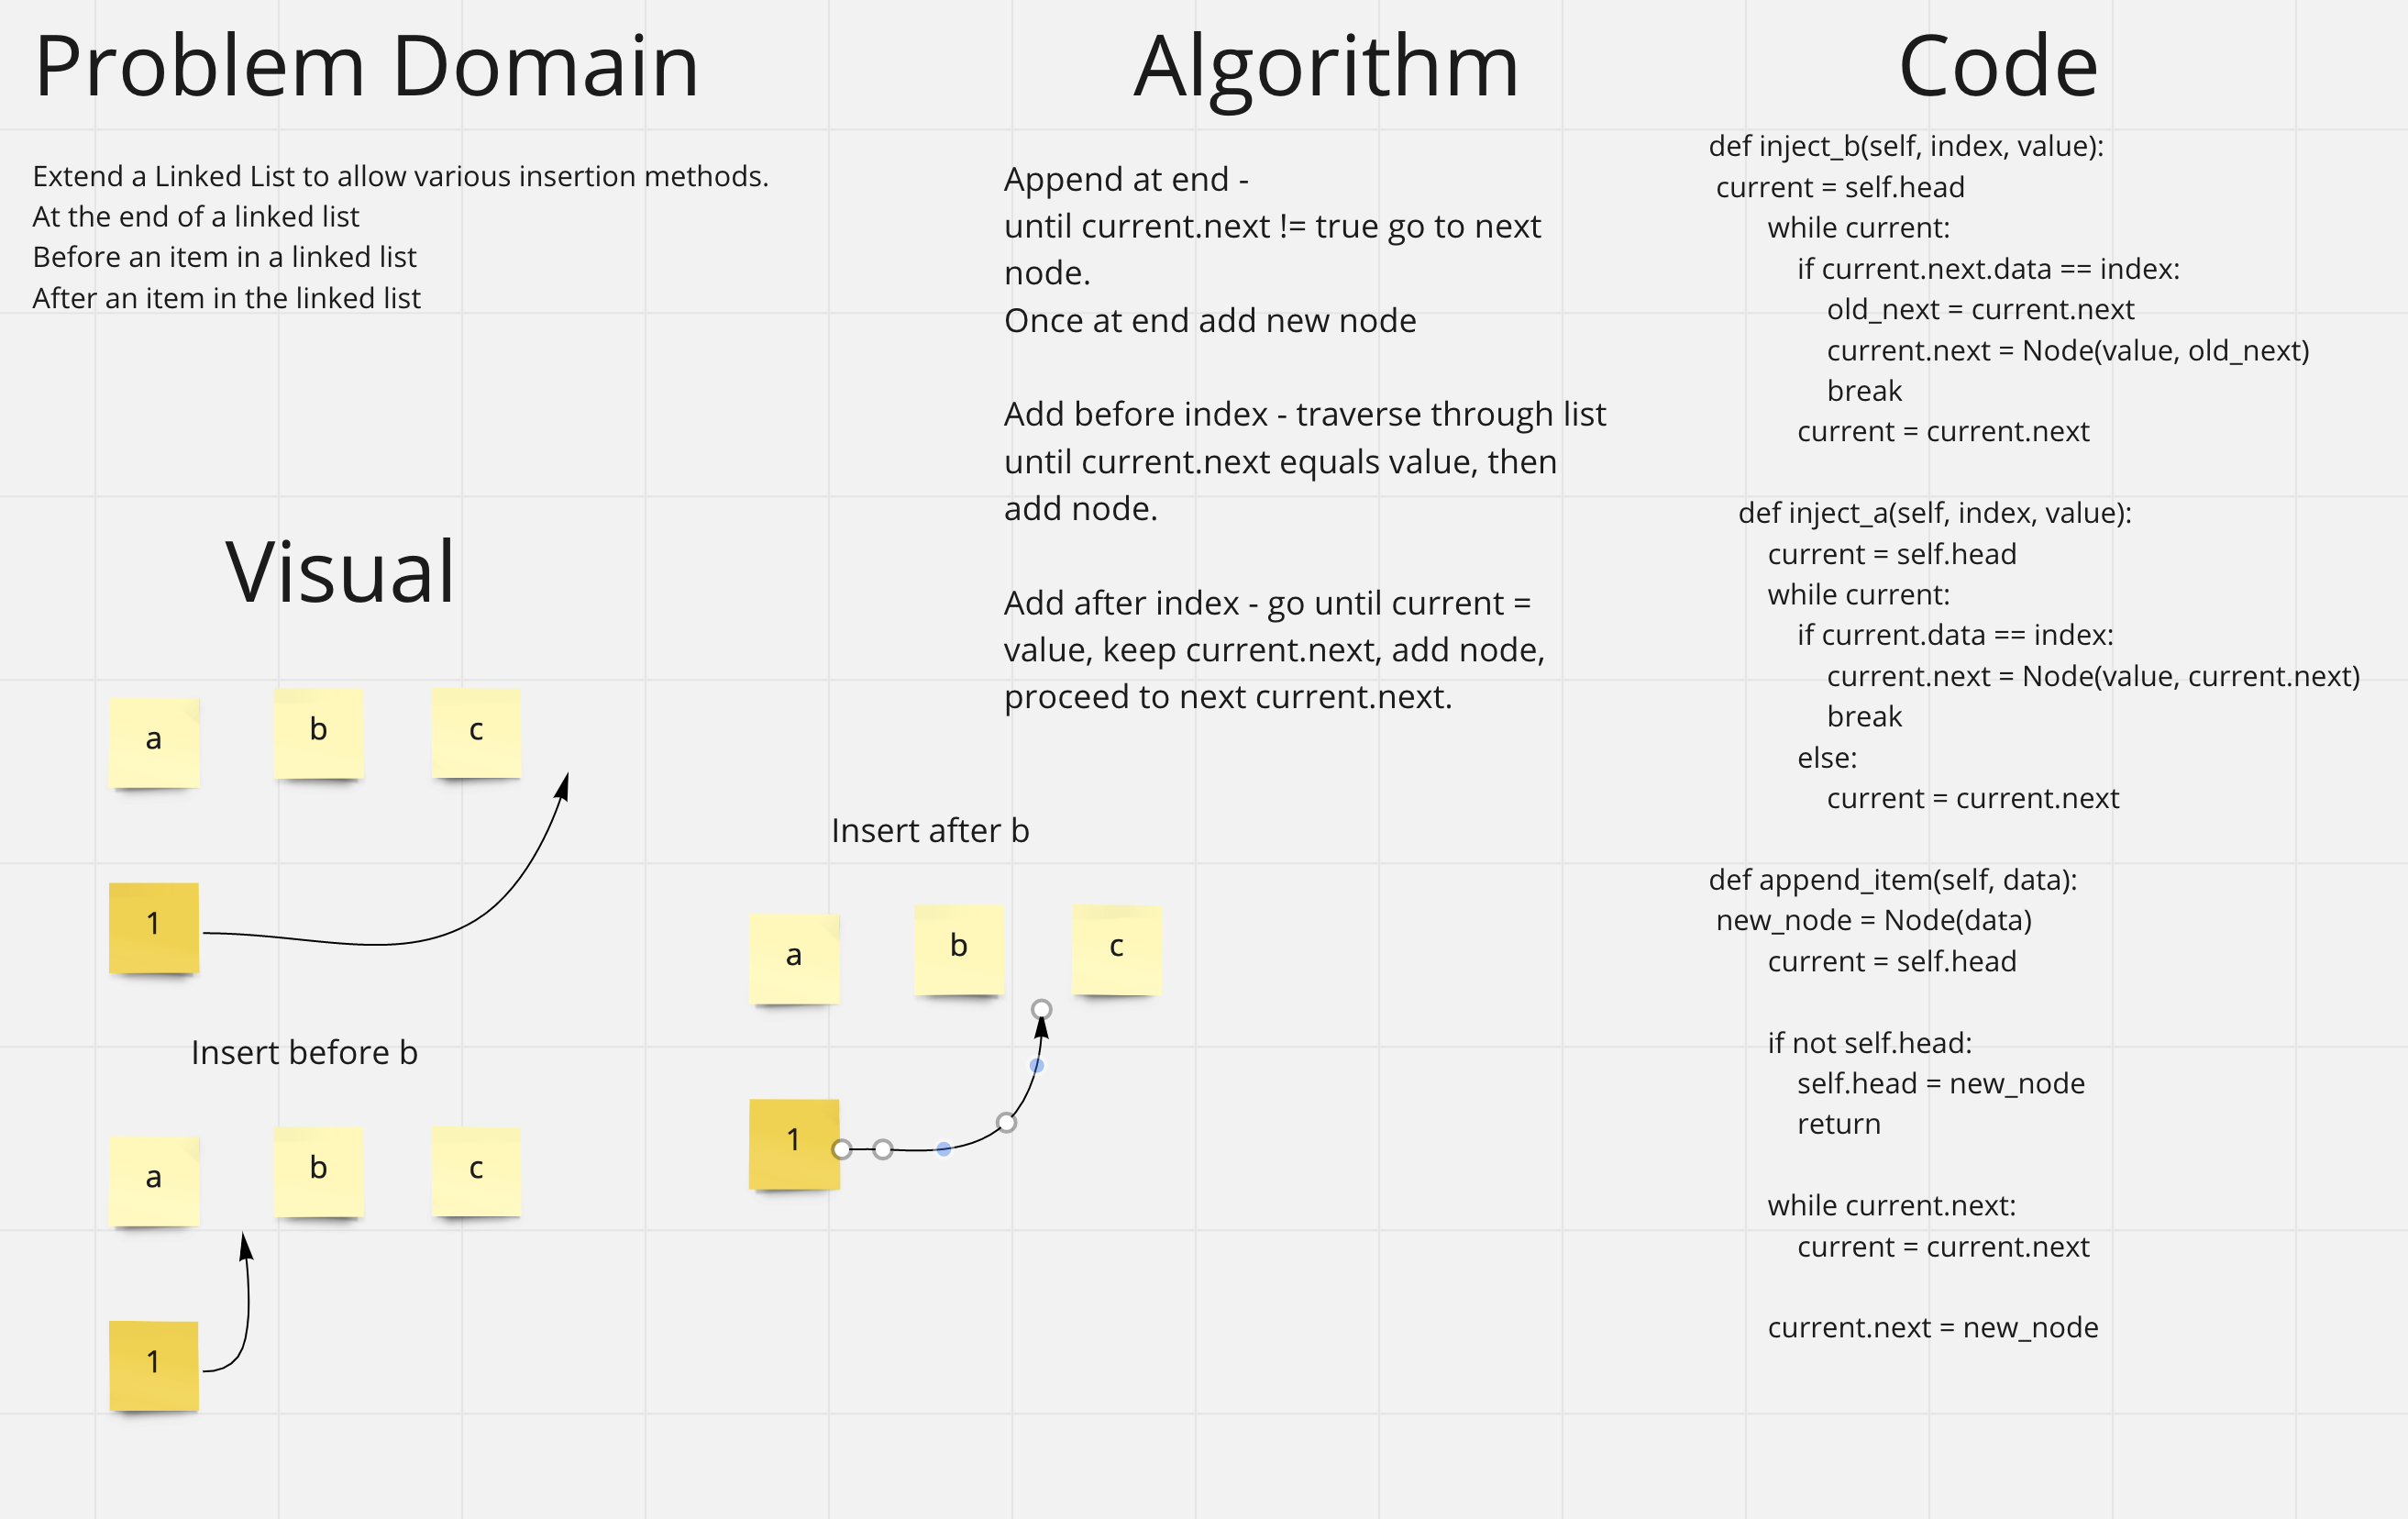 Problem Domain
Extend a Linked List to allow various insertion methods.
At the end of a linked list
Before an item in a linked list
After an item in the linked list
Visual
a
b
c
1
Insert before b
a
b
c
1
Algorithm
Append at end -
until current.next != true go to next
node.
Once at end add new node
Add before index - traverse through list
until current.next equals value, then
add node.
Add after index - go until current =
value, keep current.next, add node,
proceed to next current.next.
Insert after b
a
b
c
1
Code
def inject_b(self, index, value):
current = self.head
while current:
if current.next.data == index:
old_next = current.next
current.next = Node(value, old_next)
break
current = current.next
def inject_a(self, index, value):
current = self.head
while current:
if current.data == index:
current.next = Node(value, current.next)
break
else:
current = current.next
def append_item(self, data):
new_node = Node(data)
current = self.head
if not self.head:
self.head = new_node
return
while current.next:
current = current.next
current.next = new_node